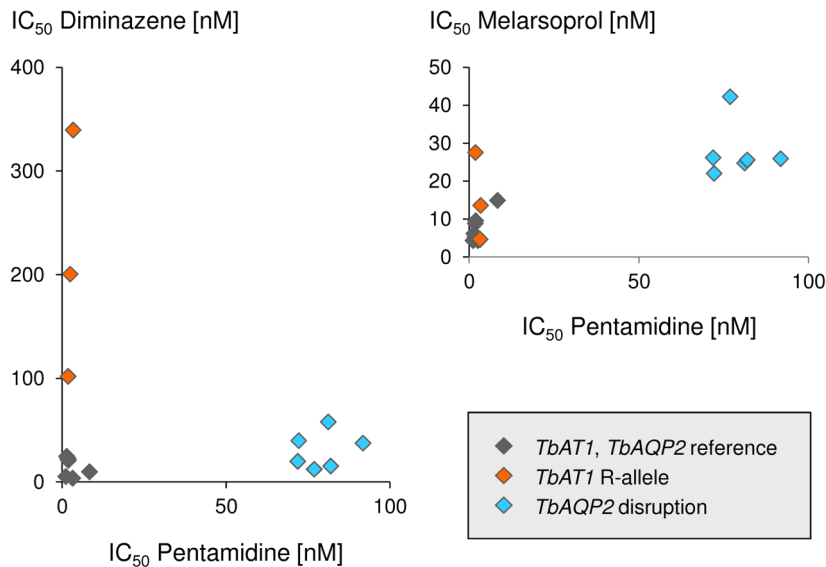 IC50 Diminazene [nM]
400
300
200
100
0
0 50 100
IC50 Pentamidine [nM]
IC50 Melarsoprol [nM]
50
40
30
20
10
0
0 50 100
IC50 Pentamidine [nM]
TbAT1, TbAQP2 reference
TbAT1 R-allele
TbAQP2 disruption